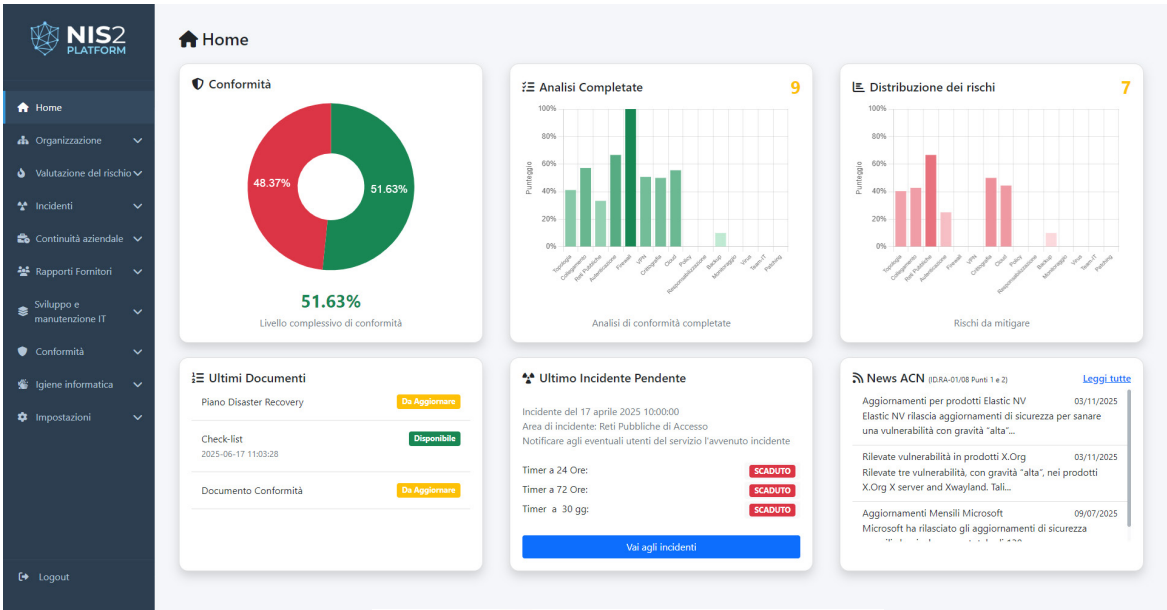 NIS2
PLATFORM
Home
Organizzazione
Valutazione del rischio
Incidenti
Continuità aziendale
Rapporti Fornitori
Sviluppo e
manutenzione IT
Conformità
Igiene informatica
Impostazioni
Logout
Home
Conformità
48.37%
51.63%
51.63%
Livello complessivo di conformità
Analisi Completate
9
100%
80%
60%
40%
20%
0%
Punteggio
Topologia
Collegamento
Reti Pubbliche
Autenticazione
Firewall
VPN
Crittografia
Cloud
Policy
Responsabilizzazione
Backup
Monitoraggio
Virus
Team-IT
Patching
Analisi di conformità completate
Distribuzione dei rischi
7
100%
80%
60%
40%
20%
0%
Punteggio
Topologia
Collegamento
Reti Pubbliche
Autenticazione
Firewall
VPN
Crittografia
Cloud
Policy
Responsabilizzazione
Backup
Monitoraggio
Virus
Team-IT
Patching
Rischi da mitigare
Ultimi Documenti
Piano Disaster Recovery Da Aggiornare
Check-list Disponibile
2025-06-17 11:03:28
Documento Conformità Da Aggiornare
Ultimo Incidente Pendente
Incidente del 17 aprile 2025 10:00:00
Area di incidente: Reti Pubbliche di Accesso
Notificare agli eventuali utenti del servizio l'avvenuto incidente
Timer a 24 Ore: SCADUTO
Timer a 72 Ore: SCADUTO
Timer a 30 gg: SCADUTO
Vai agli incidenti
News ACN (ID.RA-01/08 Punti 1 e 2) Leggi tutte
Aggiornamenti per prodotti Elastic NV 03/11/2025
Elastic NV rilascia aggiornamenti di sicurezza per sanare
una vulnerabilità con gravità "alta"...
Rilevate vulnerabilità in prodotti X.Org 03/11/2025
Rilevate tre vulnerabilità, con gravità "alta", nei prodotti
X.Org X server and Xwayland. Tali...
Aggiornamenti Mensili Microsoft 09/07/2025
Microsoft ha rilasciato gli aggiornamenti di sicurezza